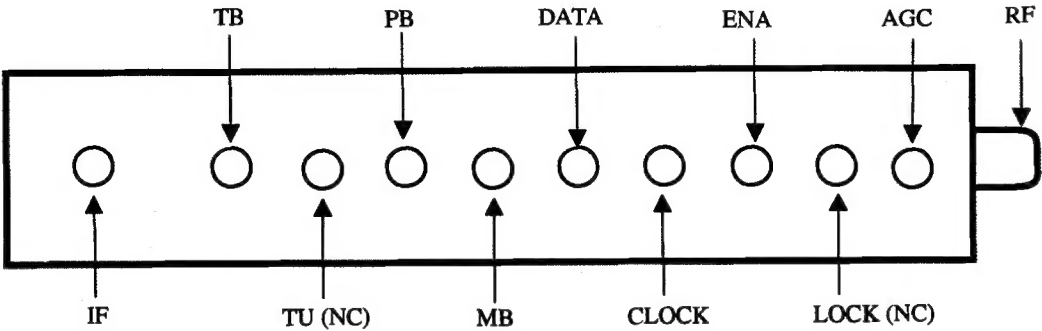 TB PB DATA ENA AGC RF
IF TU (NC) MB CLOCK LOCK (NC)